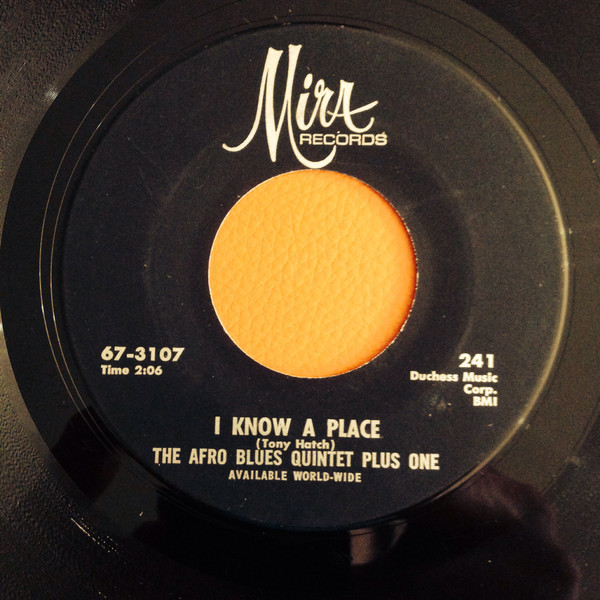 Mira
RECORDS
67-3107
Time 2:06
241
Duchess Music
Corp.
BMI
I KNOW A PLACE
(Tony Hatch)
THE AFRO BLUES QUINTET PLUS ONE
AVAILABLE WORLD-WIDE